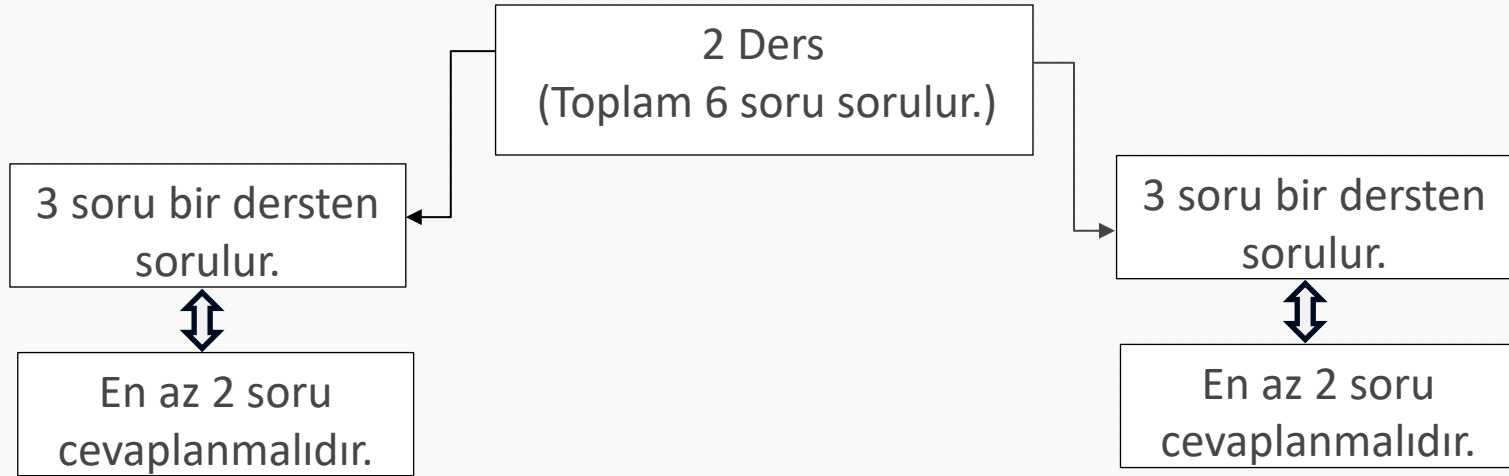 2 Ders
(Toplam 6 soru sorulur.)
3 soru bir dersten
sorulur.
3 soru bir dersten
sorulur.
En az 2 soru
cevaplanmalıdır.
En az 2 soru
cevaplanmalıdır.